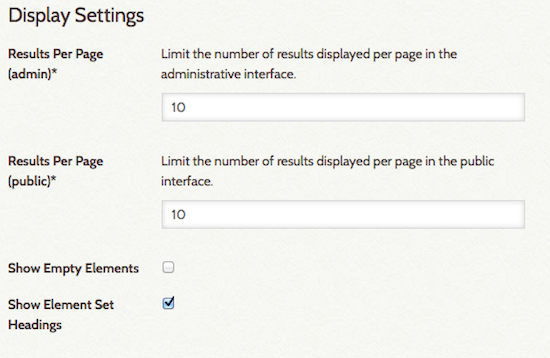 Display Settings
Results Per Page
(admin)*
Limit the number of results displayed per page in the
administrative interface.
10
Results Per Page
(public)*
Limit the number of results displayed per page in the public
interface.
10
Show Empty Elements
Show Element Set
Headings